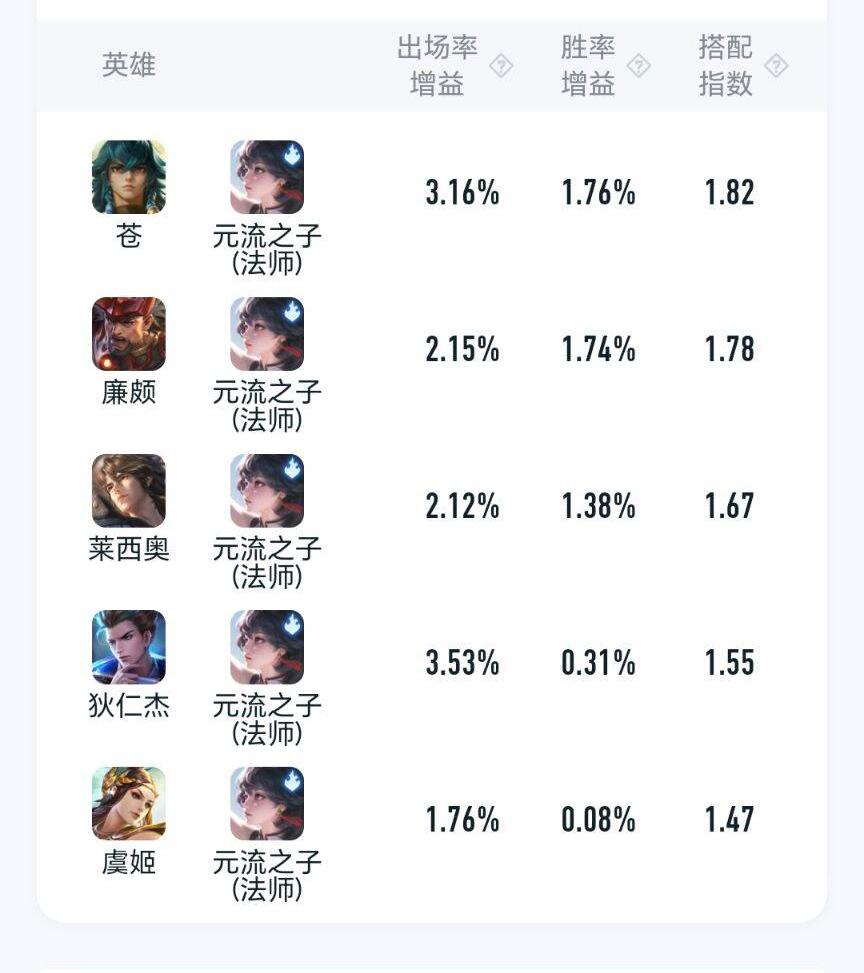 英雄
出场率
增益
胜率
增益
搭配
指数
苍
元流之子
(法师)
3.16%
1.76%
1.82
廉颇
元流之子
(法师)
2.15%
1.74%
1.78
莱西奥
元流之子
(法师)
2.12%
1.38%
1.67
狄仁杰
元流之子
(法师)
3.53%
0.31%
1.55
虞姬
元流之子
(法师)
1.76%
0.08%
1.47